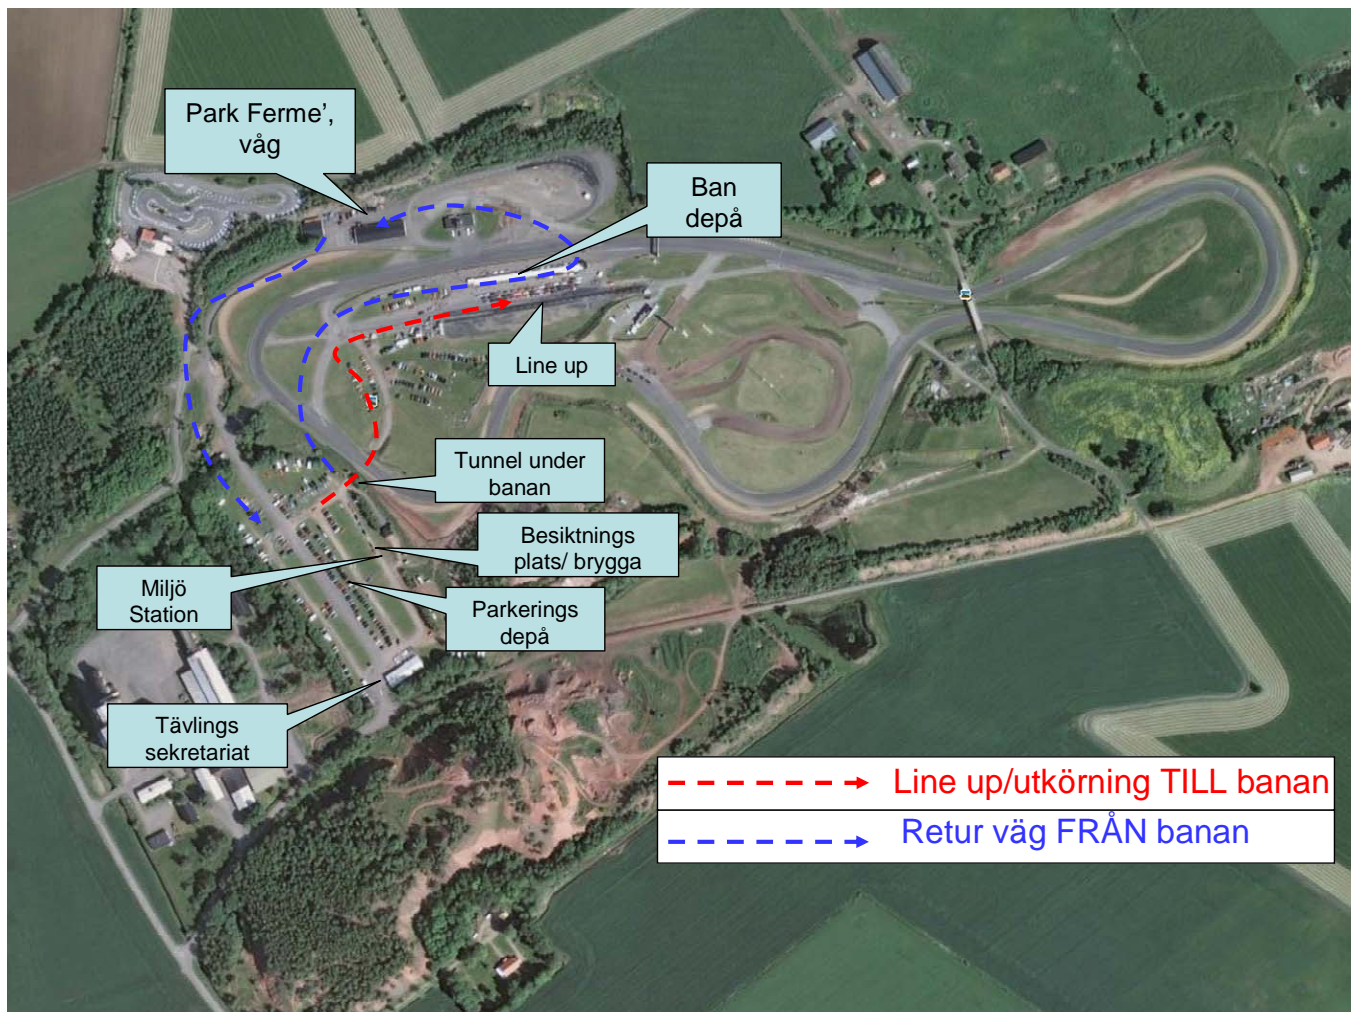 Park Ferme’,
våg
Ban
depå
Line up
Tunnel under
banan
Besiktnings
plats/ brygga
Miljö
Station
Parkerings
depå
Tävlings
sekretariat
Line up/utkörning TILL banan
Retur väg FRÅN banan